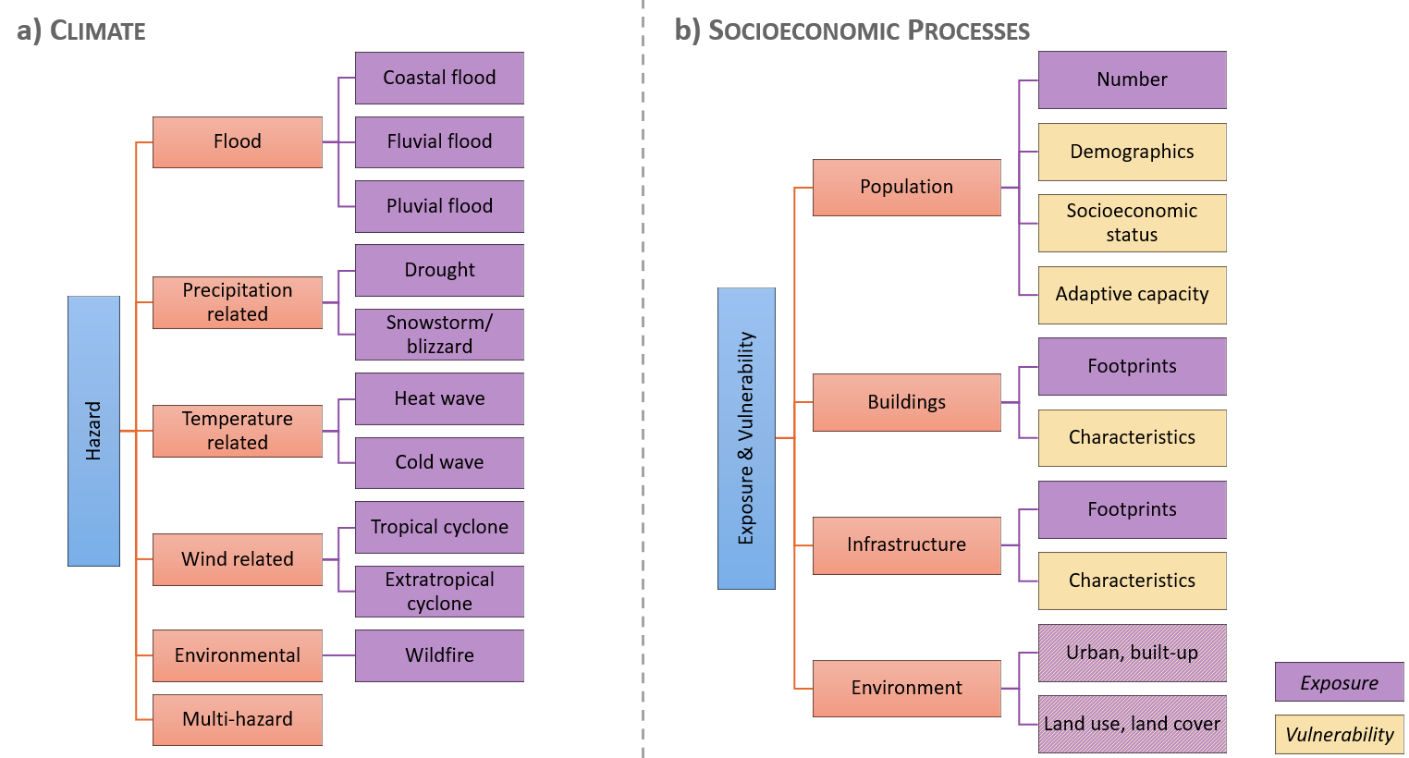 a) CLIMATE
Hazard
Flood
Coastal flood
Fluvial flood
Pluvial flood
Precipitation
related
Drought
Snowstorm/
blizzard
Temperature
related
Heat wave
Cold wave
Wind related
Tropical cyclone
Extratropical
cyclone
Environmental
Wildfire
Multi-hazard
b) SOCIOECONOMIC PROCESSES
Exposure & Vulnerability
Population
Number
Demographics
Socioeconomic
status
Adaptive capacity
Buildings
Footprints
Characteristics
Infrastructure
Footprints
Characteristics
Environment
Urban, built-up
Land use, land cover
Exposure
Vulnerability